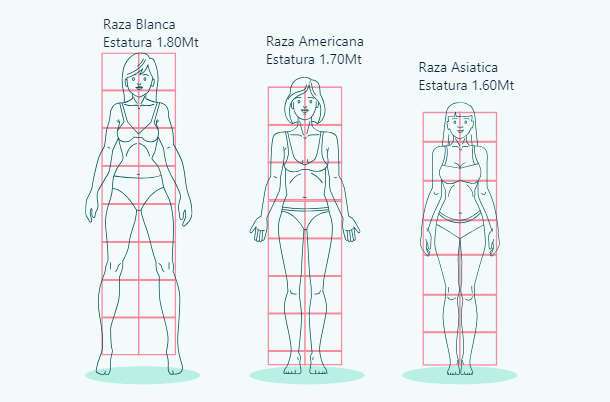 Raza Blanca
Estatura 1.80Mt
Raza Americana
Estatura 1.70Mt
Raza Asiatica
Estatura 1.60Mt